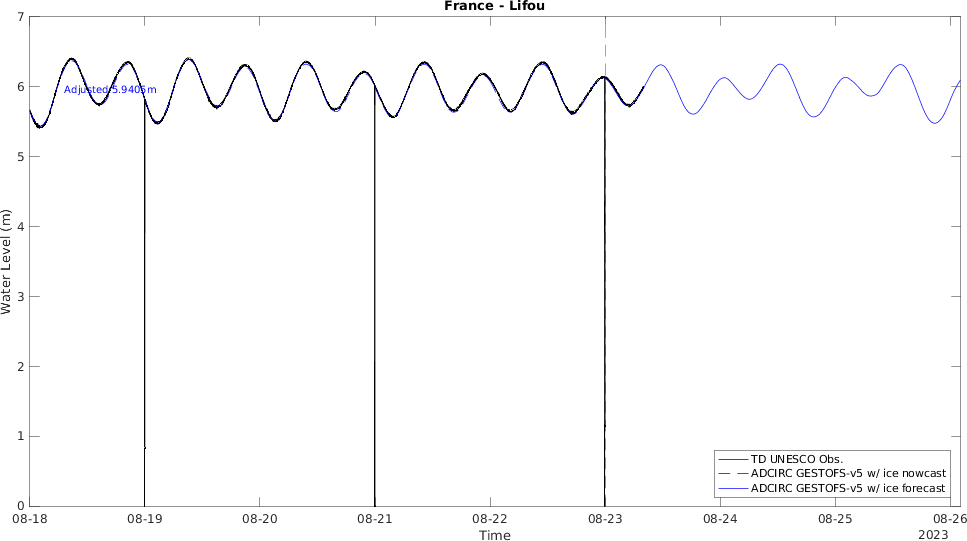 France - Lifou
7
6
5
4
3
2
1
0
Water Level (m)
Adjusted 5.9405m
TD UNESCO Obs.
ADCIRC GESTOFS-v5 w/ ice nowcast
ADCIRC GESTOFS-v5 w/ ice forecast
08-18 08-19 08-20 08-21 08-22 08-23 08-24 08-25 08-26
Time
2023